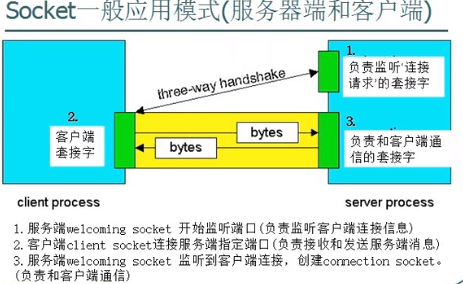 Socket一般应用模式(服务器端和客户端)
1.
负责监听‘连接
请求’的套接字
three-way handshake
2.
客户端
套接字
bytes
bytes
3.
负责和客户端通
信的套接字
client process
server process
1.服务端welcoming socket 开始监听端口(负责监听客户端连接信息)
2.客户端client socket连接服务端指定端口(负责接收和发送服务端消息)
3.服务端welcoming socket 监听到客户端连接，创建connection socket。
(负责和客户端通信)